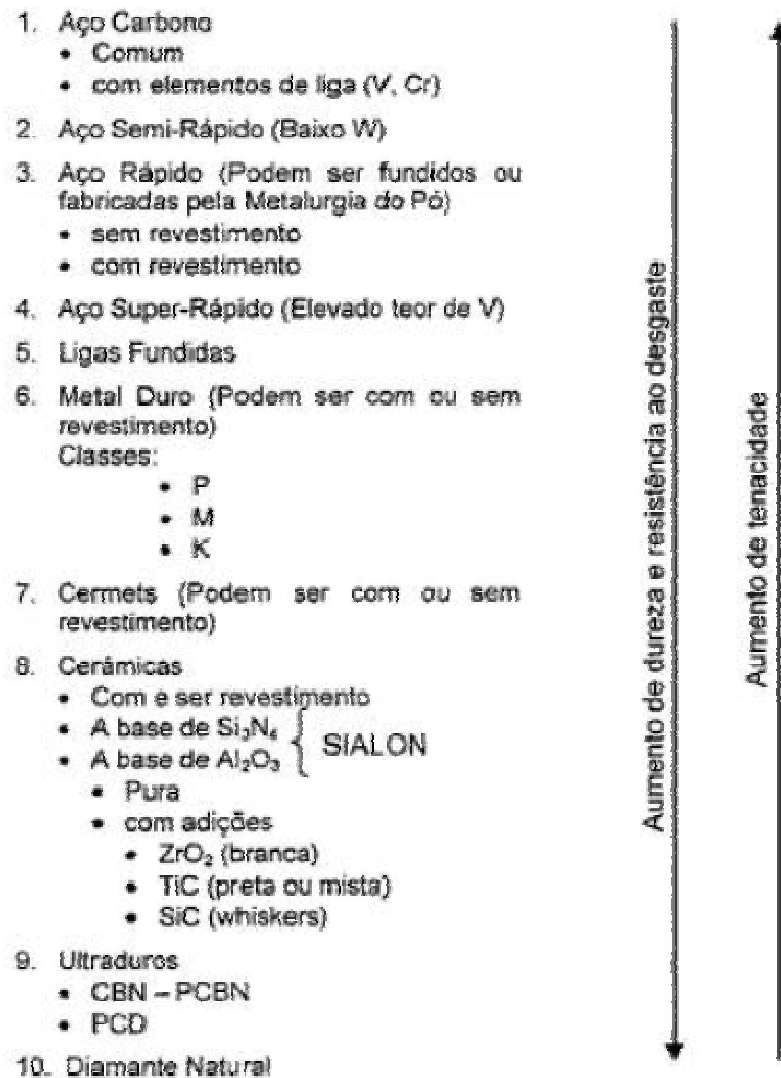 1. Aço Carbono
• Comum
• com elementos de liga (V, Cr)
2. Aço Semi-Rápido (Baixo W)
3. Aço Rápido (Podem ser fundidos ou
fabricadas pela Metalurgia do Pó)
• sem revestimento
• com revestimento
4. Aço Super-Rápido (Elevado teor de V)
5. Ligas Fundidas
6. Metal Duro (Podem ser com ou sem
revestimento)
Classes:
• P
• M
• K
7. Cermets (Podem ser com ou sem
revestimento)
8. Cerâmicas
• Com e ser revestimento
• A base de Si₃N₄
• A base de Al₂O₃
SIALON
• Pura
• com adições
• ZrO₂ (branca)
• TiC (preta ou mista)
• SiC (whiskers)
9. Ultraduros
• CBN – PCBN
• PCD
10. Diamante Natural
Aumento de dureza e resistência ao desgaste
Aumento de tenacidade